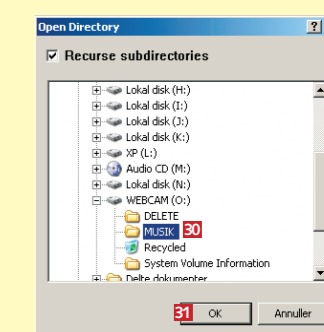 Open Directory ?
Recurse subdirectories
Lokal disk (H:)
Lokal disk (I:)
Lokal disk (J:)
Lokal disk (K:)
XP (L:)
Audio CD (M:)
Lokal disk (N:)
WEBCAM (O:)
DELETE
MUSIK 30
Recycled
System Volume Information
Delte dokumenter
31 OK Annuller